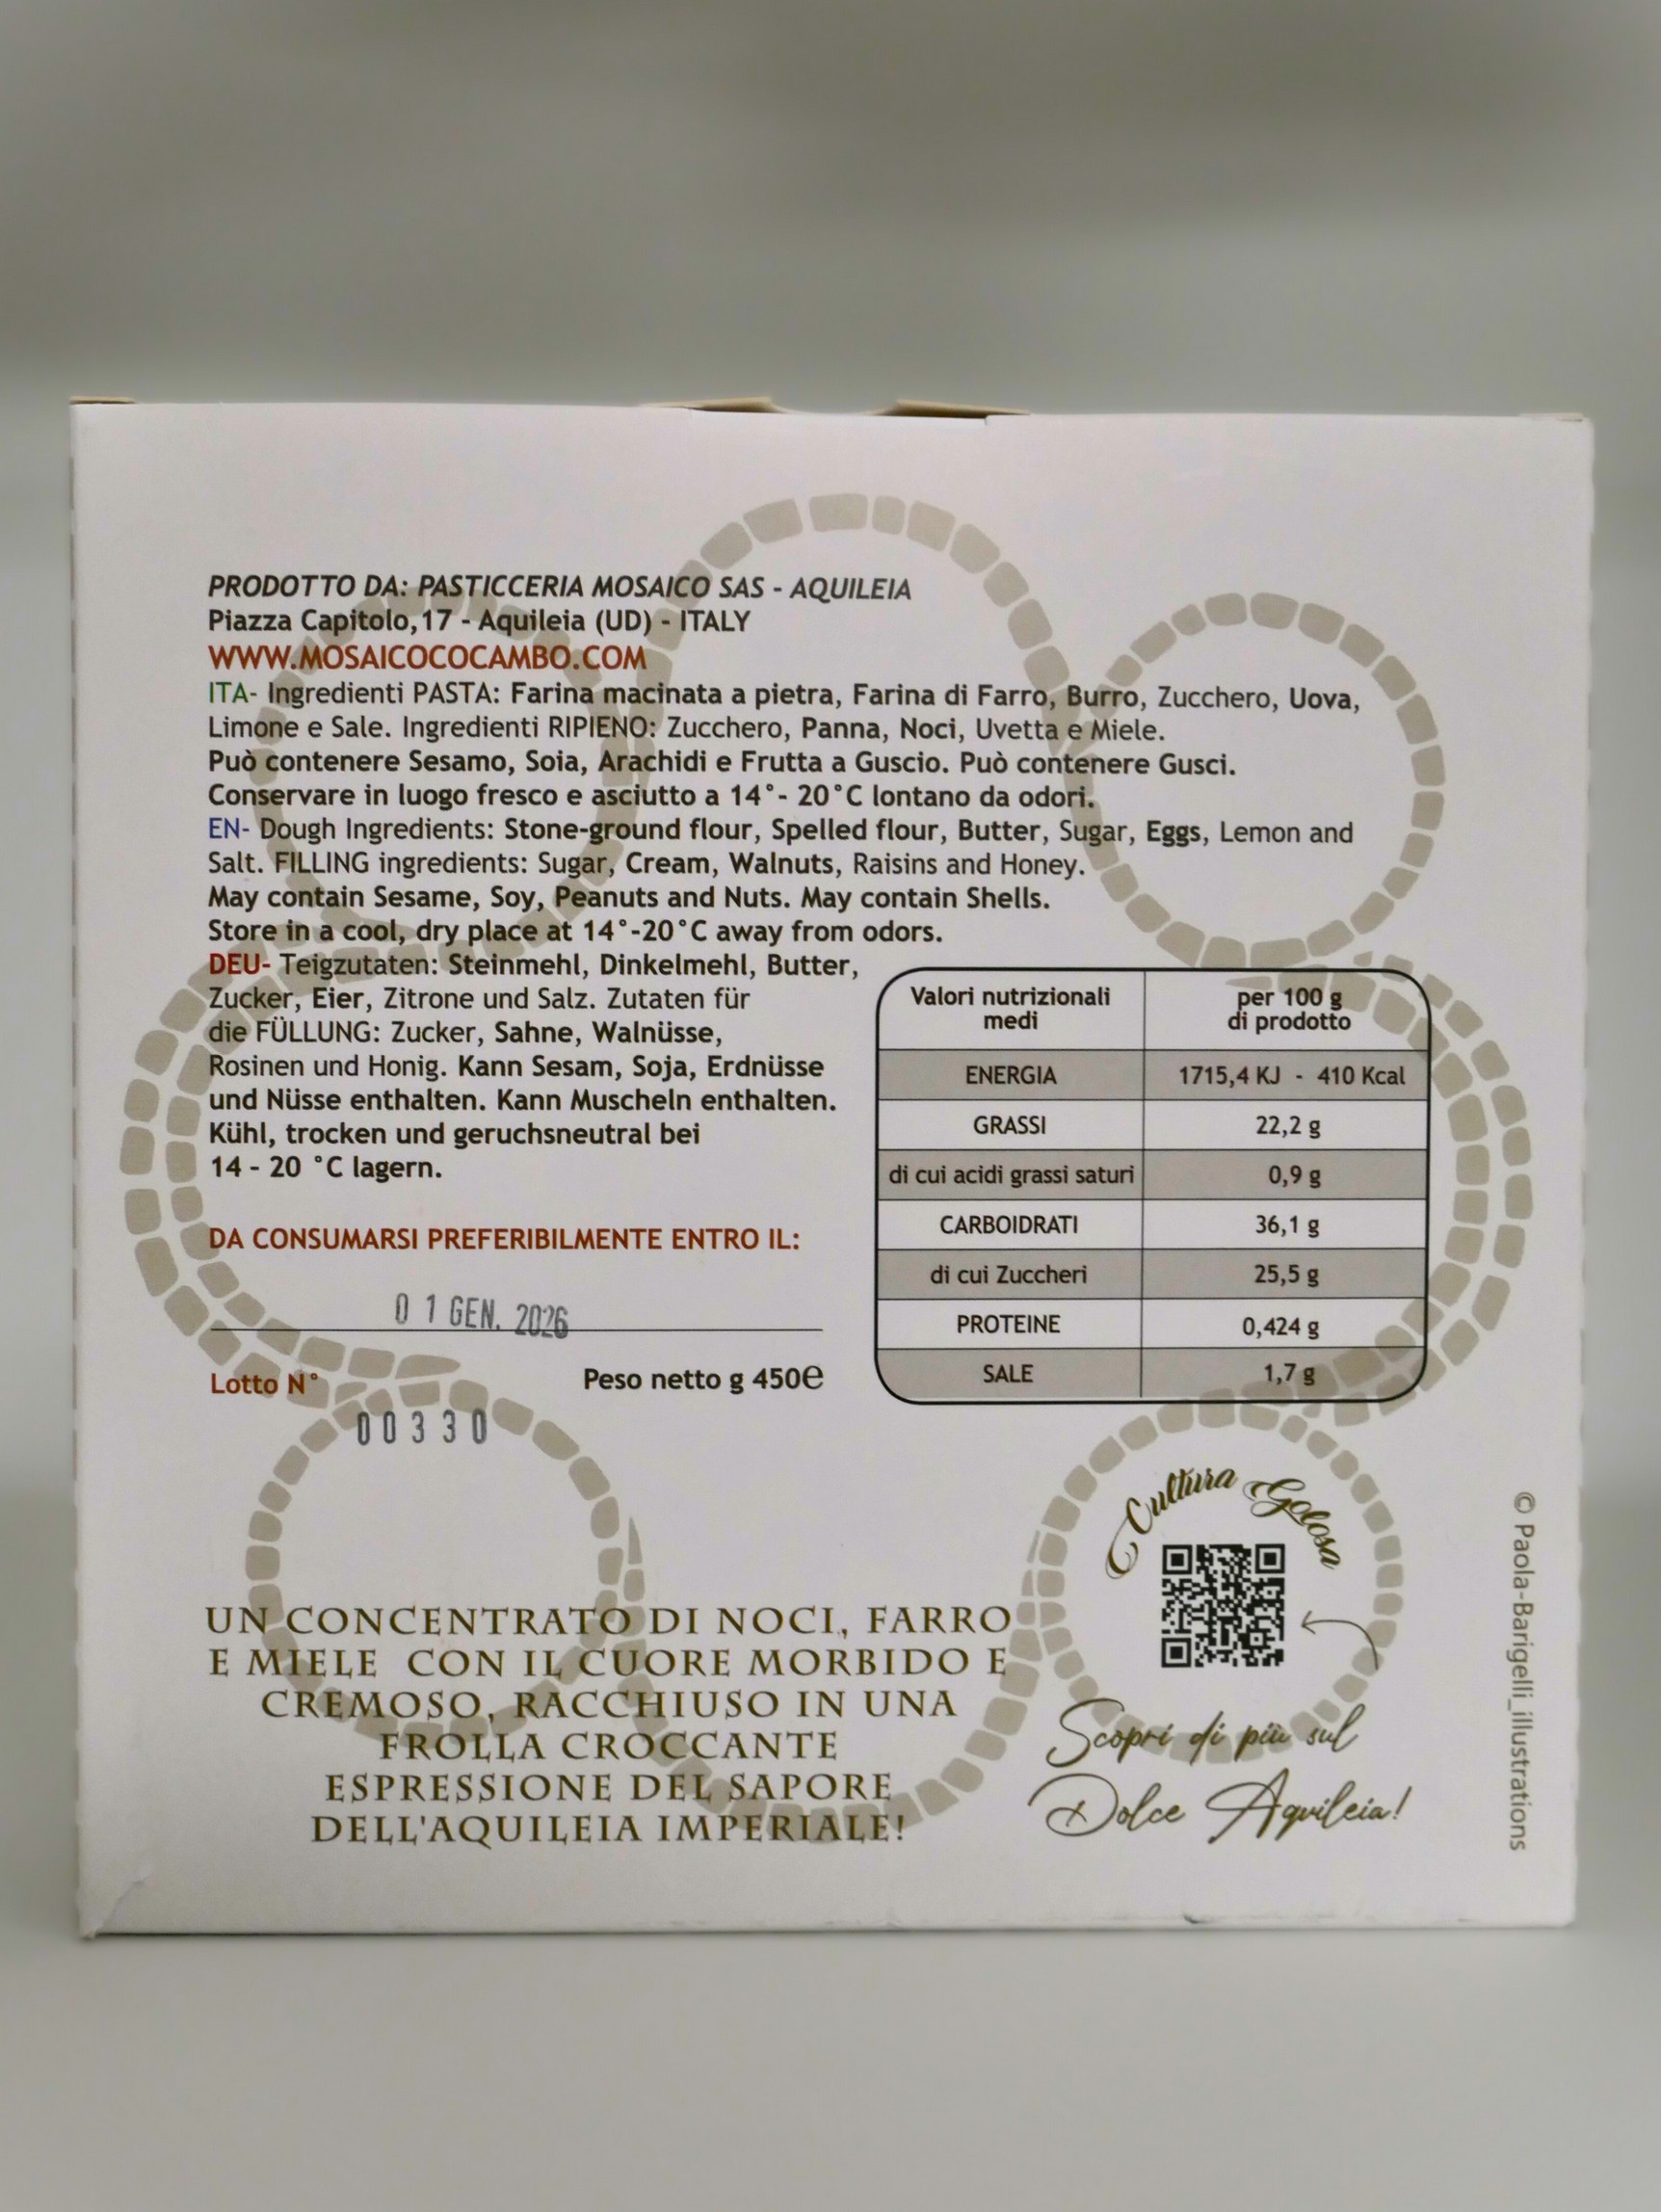 PRODOTTO DA: PASTICCERIA MOSAICO SAS - AQUILEIA
Piazza Capitolo,17 - Aquileia (UD) - ITALY
WWW.MOSAICOCOCAMBO.COM
ITA- Ingredienti PASTA: Farina macinata a pietra, Farina di Farro, Burro, Zucchero, Uova,
Limone e Sale. Ingredienti RIPIENO: Zucchero, Panna, Noci, Uvetta e Miele.
Può contenere Sesamo, Soia, Arachidi e Frutta a Guscio. Può contenere Gusci.
Conservare in luogo fresco e asciutto a 14°- 20°C lontano da odori.
EN- Dough Ingredients: Stone-ground flour, Spelled flour, Butter, Sugar, Eggs, Lemon and
Salt. FILLING ingredients: Sugar, Cream, Walnuts, Raisins and Honey.
May contain Sesame, Soy, Peanuts and Nuts. May contain Shells.
Store in a cool, dry place at 14°-20°C away from odors.
DEU- Teigzutaten: Steinmehl, Dinkelmehl, Butter,
Zucker, Eier, Zitrone und Salz. Zutaten für
die FÜLLUNG: Zucker, Sahne, Walnüsse,
Rosinen und Honig. Kann Sesam, Soja, Erdnüsse
und Nüsse enthalten. Kann Muscheln enthalten.
Kühl, trocken und geruchsneutral bei
14 - 20 °C lagern.
DA CONSUMARSI PREFERIBILMENTE ENTRO IL:
01 GEN. 2026
Lotto N° Peso netto g 450e
00330
Valori nutrizionali medi per 100 g di prodotto
ENERGIA 1715,4 KJ - 410 Kcal
GRASSI 22,2 g
di cui acidi grassi saturi 0,9 g
CARBOIDRATI 36,1 g
di cui Zuccheri 25,5 g
PROTEINE 0,424 g
SALE 1,7 g
UN CONCENTRATO DI NOCI, FARRO
E MIELE CON IL CUORE MORBIDO E
CREMOSO, RACCHIUSO IN UNA
FROLLA CROCCANTE
ESPRESSIONE DEL SAPORE
DELL'AQUILEIA IMPERIALE!
Cultura Golosa
Scopri di più sul
Dolce Aquileia!
© Paola-Barigelli_illustrations